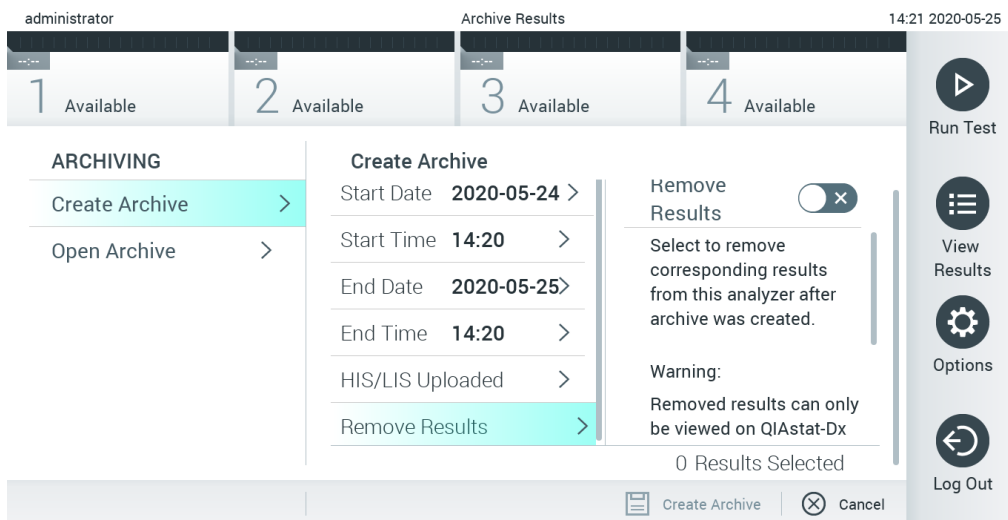 administrator
Archive Results
14:21 2020-05-25
--:--
1 Available
--:--
2 Available
--:--
3 Available
--:--
4 Available
Run Test
View
Results
Options
Log Out
ARCHIVING
Create Archive
Open Archive
Create Archive
Start Date 2020-05-24
Start Time 14:20
End Date 2020-05-25
End Time 14:20
HIS/LIS Uploaded
Remove Results
Remove
Results
Select to remove
corresponding results
from this analyzer after
archive was created.
Warning:
Removed results can only
be viewed on QIAstat-Dx
0 Results Selected
Create Archive
Cancel